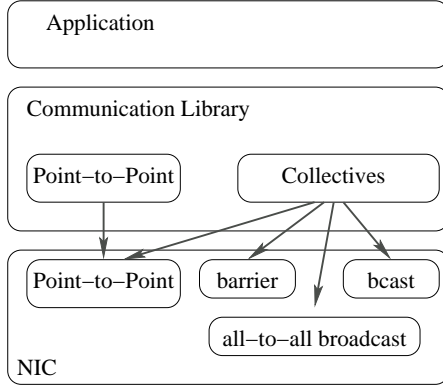 Application
Communication Library
Point−to−Point
Collectives
Point−to−Point
barrier
bcast
all−to−all broadcast
NIC